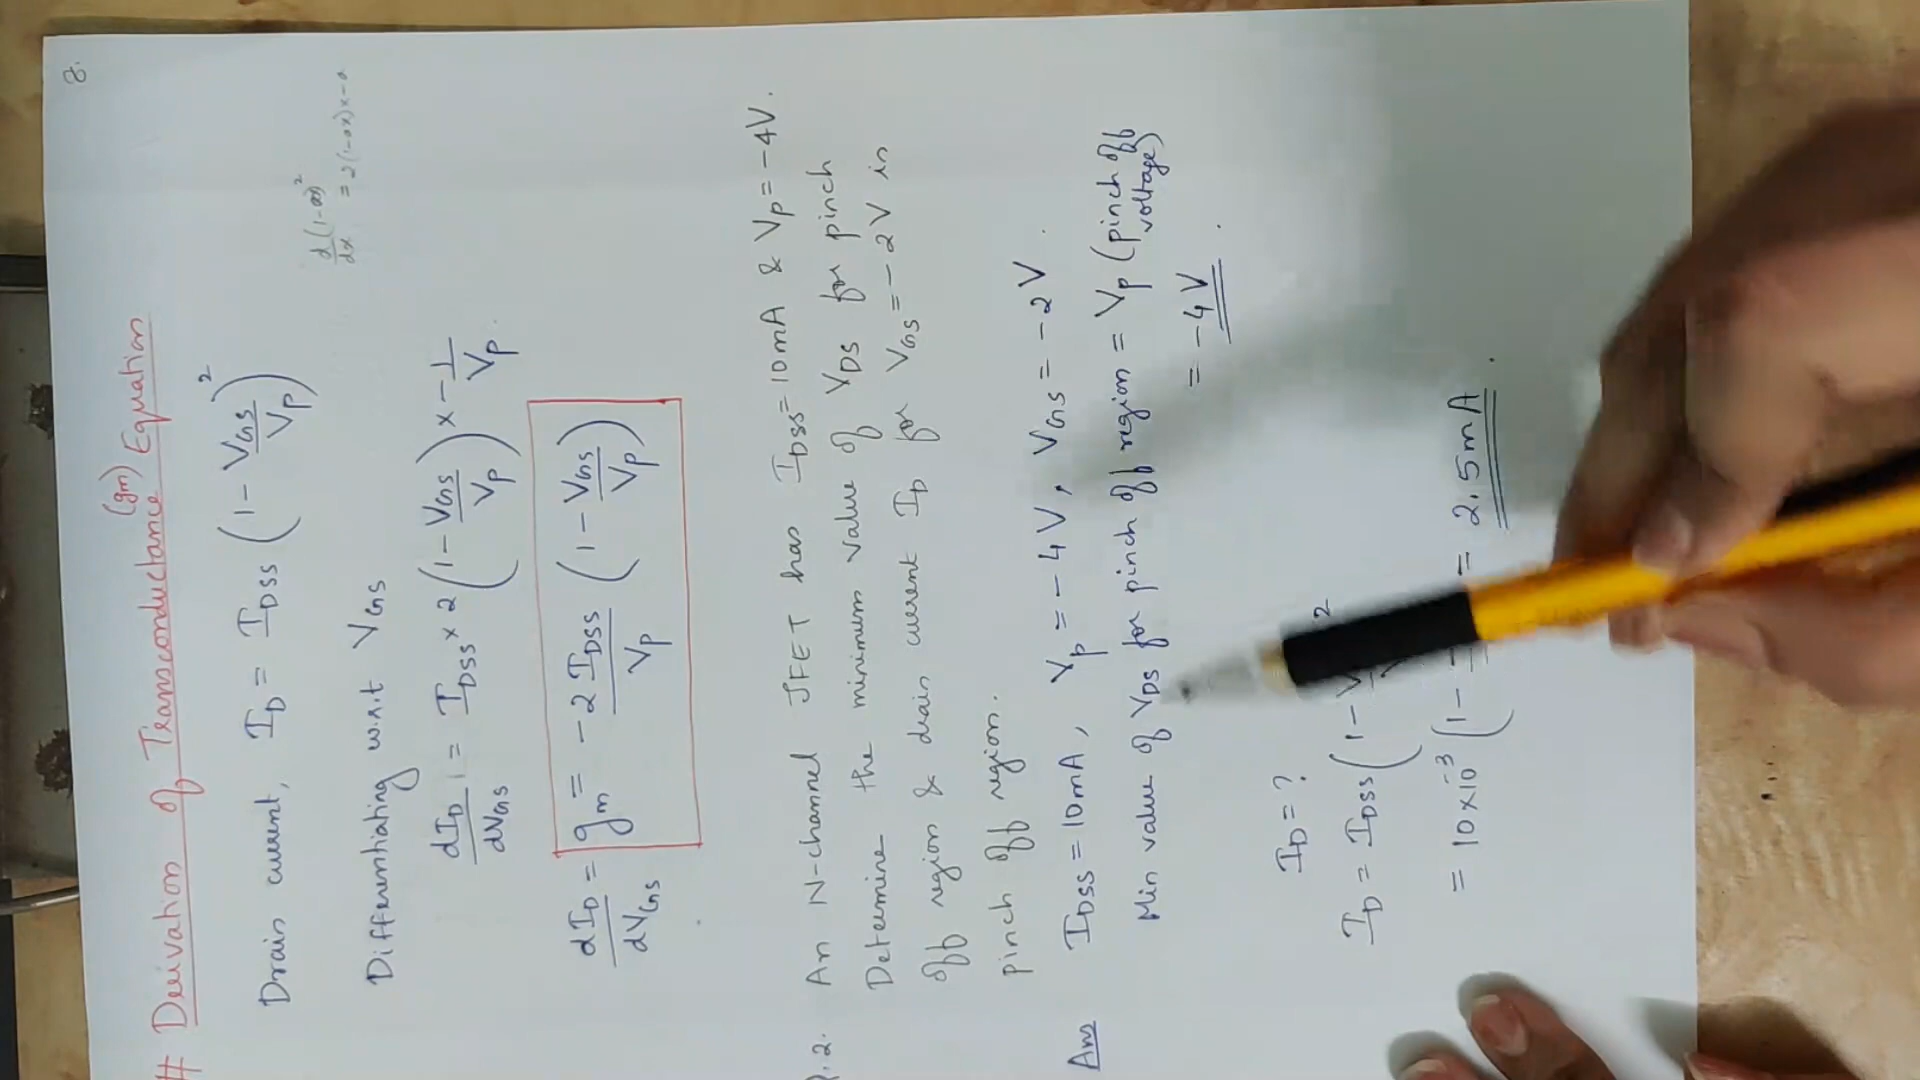 8.
# Derivation of Transconductance (gm) Equation
Drain current, ID = IDSS (1 - VGS/VP)²
d/dx (1-ax)²
= 2(1-ax) x - a
Differentiating w.r.t VGS
dID/dVGS = IDSS x 2 (1 - VGS/VP) x - 1/VP.
dID/dVGS = gm = -2 IDSS/VP (1 - VGS/VP)
.2. An N-channel JFET has IDSS = 10mA & VP = -4V.
Determine the minimum value of VDS for pinch
off region & drain current ID for VGS = -2V in
pinch off region.
Ans IDSS = 10mA, VP = -4V, VGS = -2V.
Min value of VDS for pinch off region = VP (pinch off voltage)
= -4V.
ID = ?
ID = IDSS (1 - V 2
= 10 x 10⁻³ (1 - = 2.5mA.